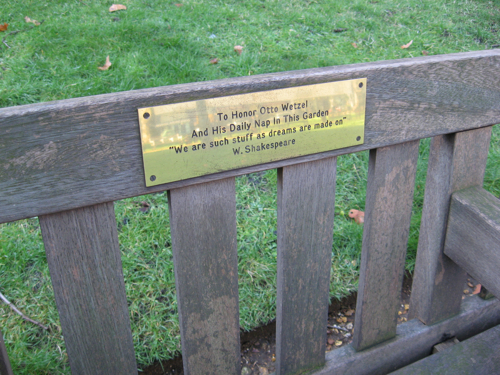 To Honor Otto Wetzel
And His Daily Nap In This Garden
"We are such stuff as dreams are made on"
W. Shakespeare